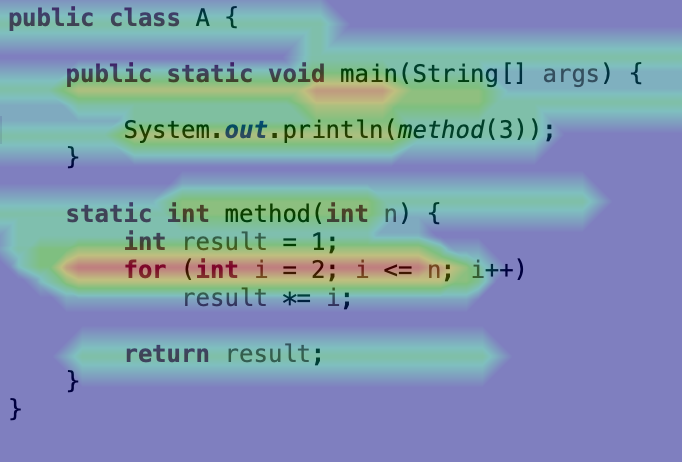 public class A {
public static void main(String[] args) {
System.out.println(method(3));
}
static int method(int n) {
int result = 1;
for (int i = 2; i <= n; i++)
result *= i;
return result;
}
}